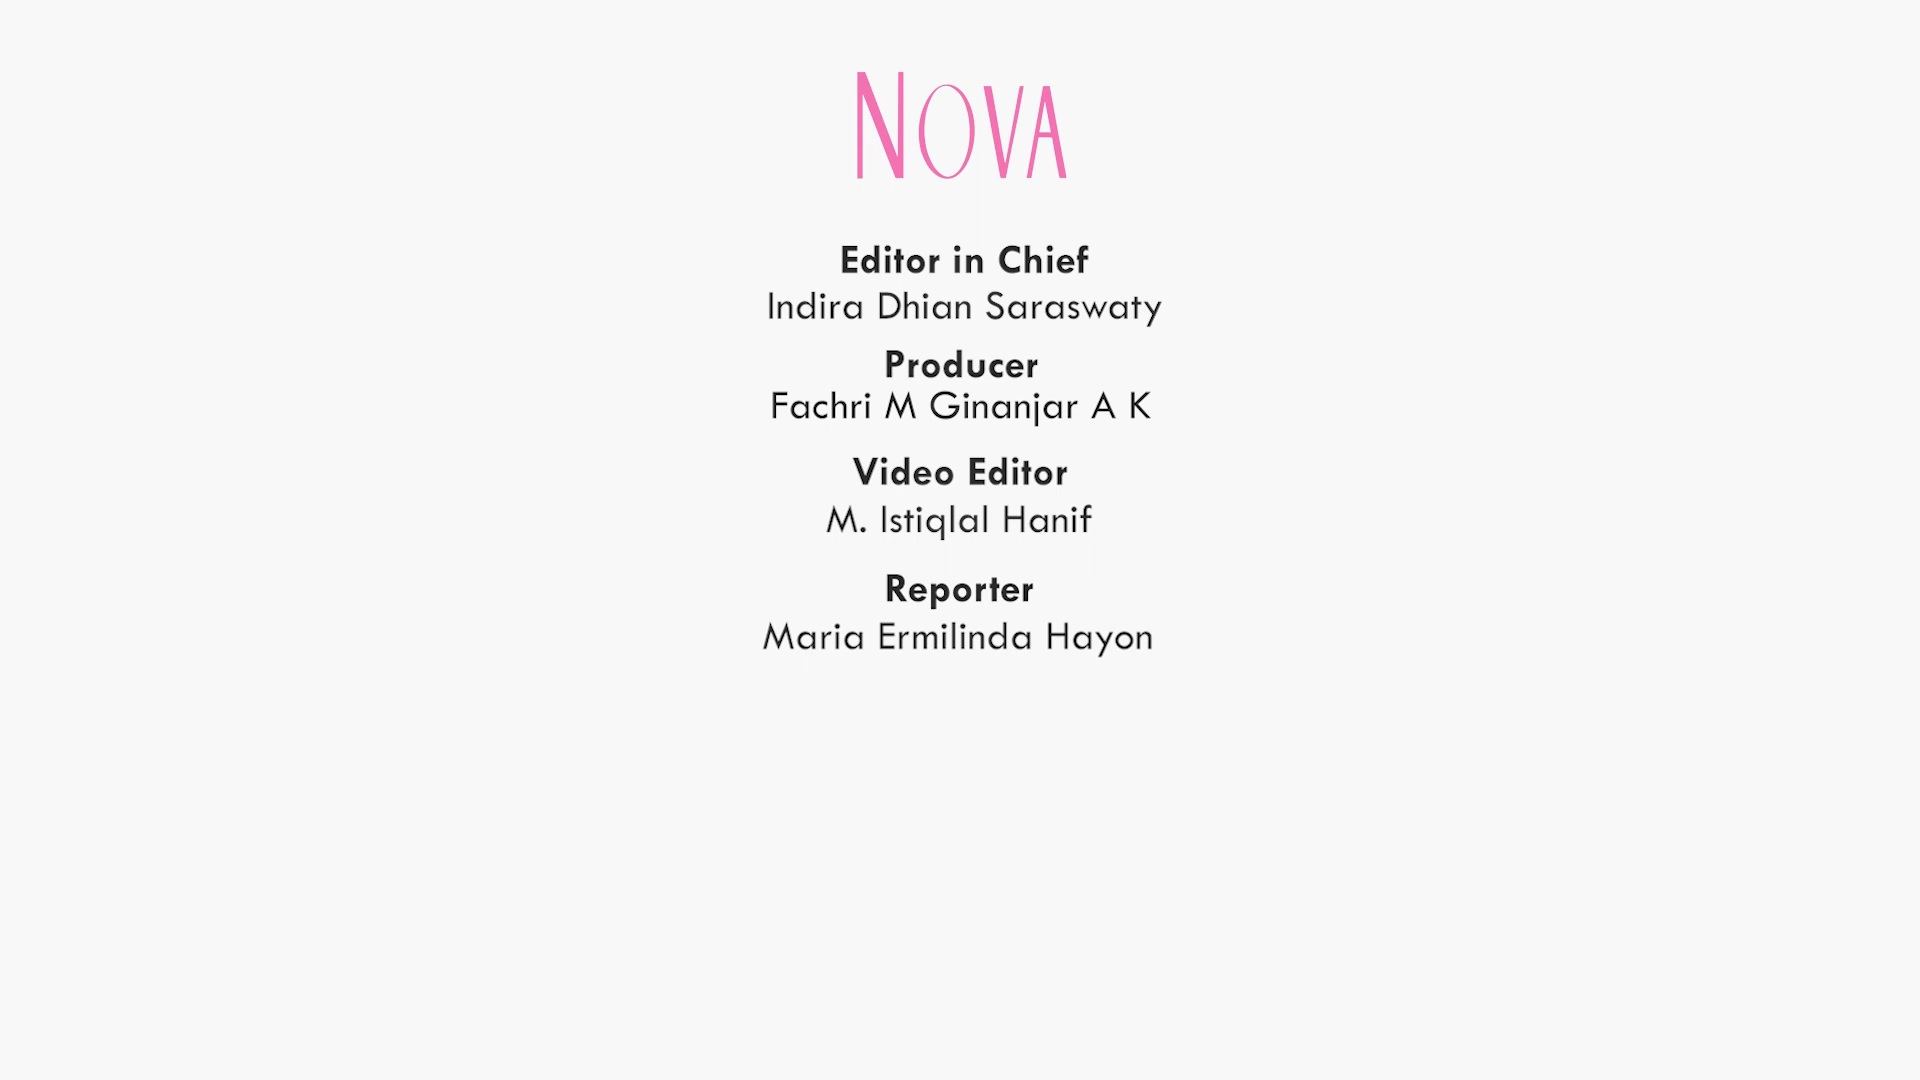 NOVA
Editor in Chief
Indira Dhian Saraswaty
Producer
Fachri M Ginanjar A K
Video Editor
M. Istiqlal Hanif
Reporter
Maria Ermilinda Hayon